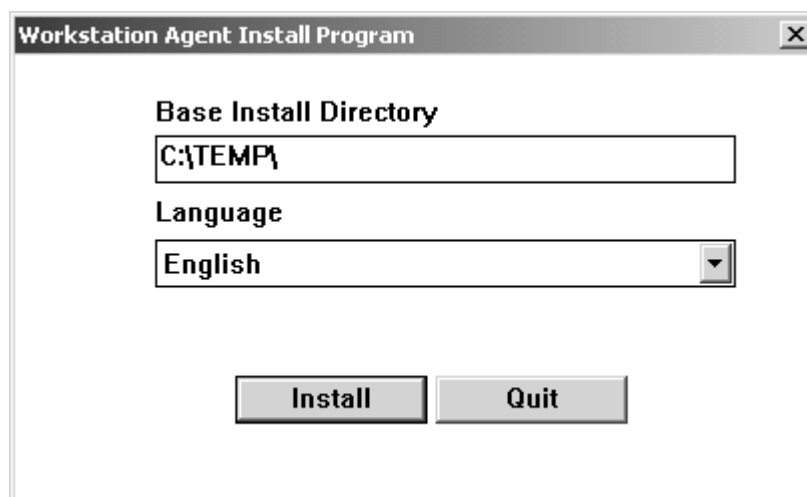 Workstation Agent Install Program
Base Install Directory
C:\TEMP\
Language
English
Install Quit